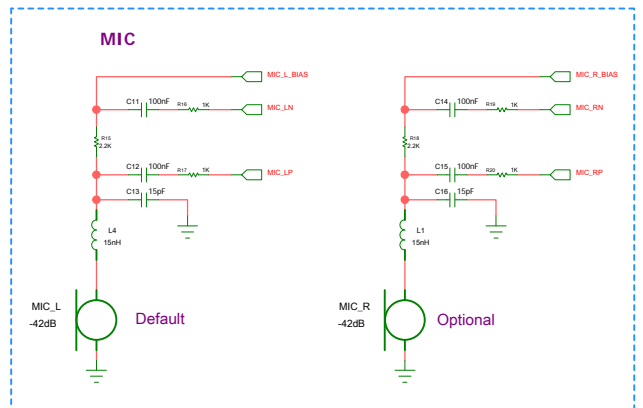 MIC
MIC_L_BIAS
C11 100nF R16 1K MIC_LN
R15
2.2K
C12 100nF R17 1K MIC_LP
C13 15pF
L4
15nH
MIC_L
-42dB
Default
MIC_R_BIAS
C14 100nF R19 1K MIC_RN
R18
2.2K
C15 100nF R20 1K MIC_RP
C16 15pF
L1
15nH
MIC_R
-42dB
Optional